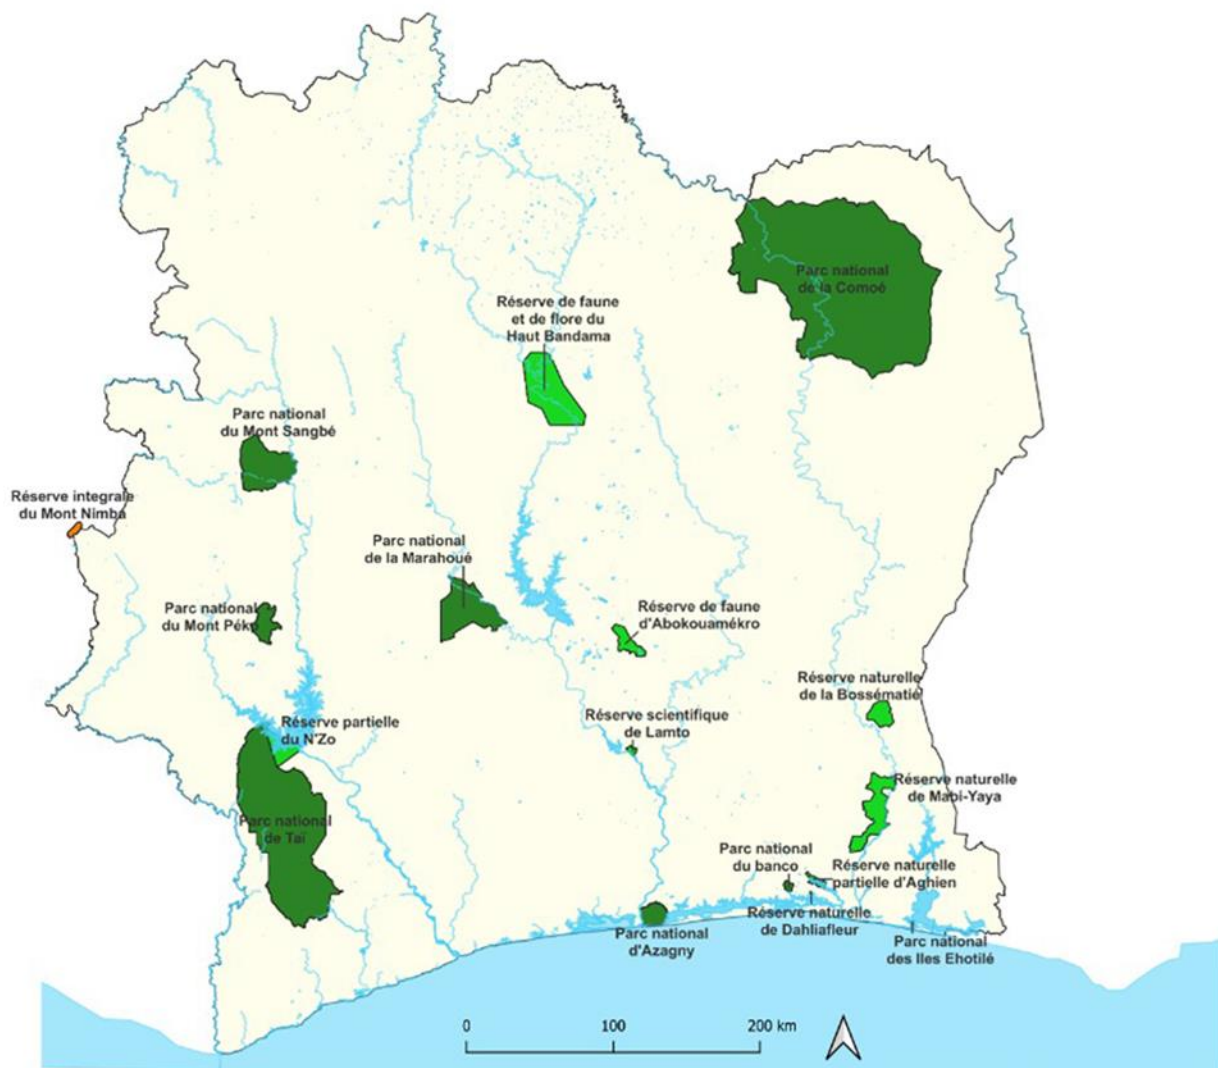 Parc national
de la Comoé
Réserve de faune
et de flore du
Haut Bandama
Parc national
du Mont Sangbé
Réserve integrale
du Mont Nimba
Parc national
de la Marahoué
Parc national
du Mont Péko
Réserve de faune
d'Abokouamékro
Réserve naturelle
de la Bossématié
Réserve partielle
du N'Zo
Réserve scientifique
de Lamto
Réserve naturelle
de Mabi-Yaya
Parc national
de Taï
Parc national
du banco
Réserve naturelle
partielle d'Aghien
Réserve naturelle
de Dahliafleur
Parc national
d'Azagny
Parc national
des Iles Ehotilé
0 100 200 km